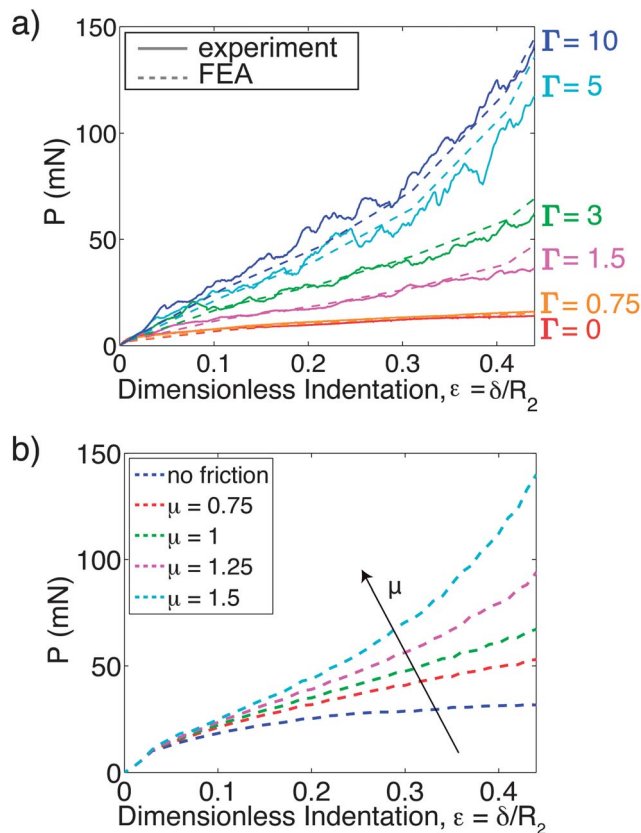 a)
150
100
50
0
P (mN)
experiment
FEA
Γ = 10
Γ = 5
Γ = 3
Γ = 1.5
Γ = 0.75
Γ = 0
0
0.1
0.2
0.3
0.4
Dimensionless Indentation, ε = δ/R₂
b)
150
100
50
0
P (mN)
no friction
μ = 0.75
μ = 1
μ = 1.25
μ = 1.5
μ
0
0.1
0.2
0.3
0.4
Dimensionless Indentation, ε = δ/R₂